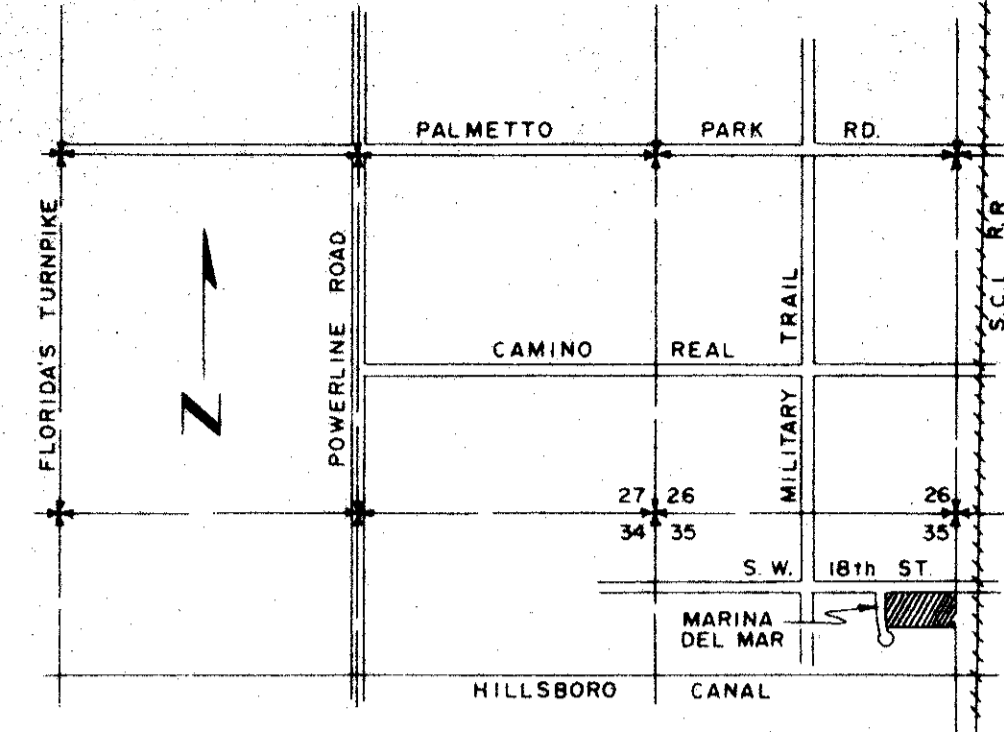 PALMETTO PARK RD.
FLORIDA'S TURNPIKE
POWERLINE ROAD
S.C.L. R.R.
MILITARY TRAIL
CAMINO REAL
N
27 26
34 35
26
35
S. W. 18th ST.
MARINA
DEL MAR
HILLSBORO CANAL